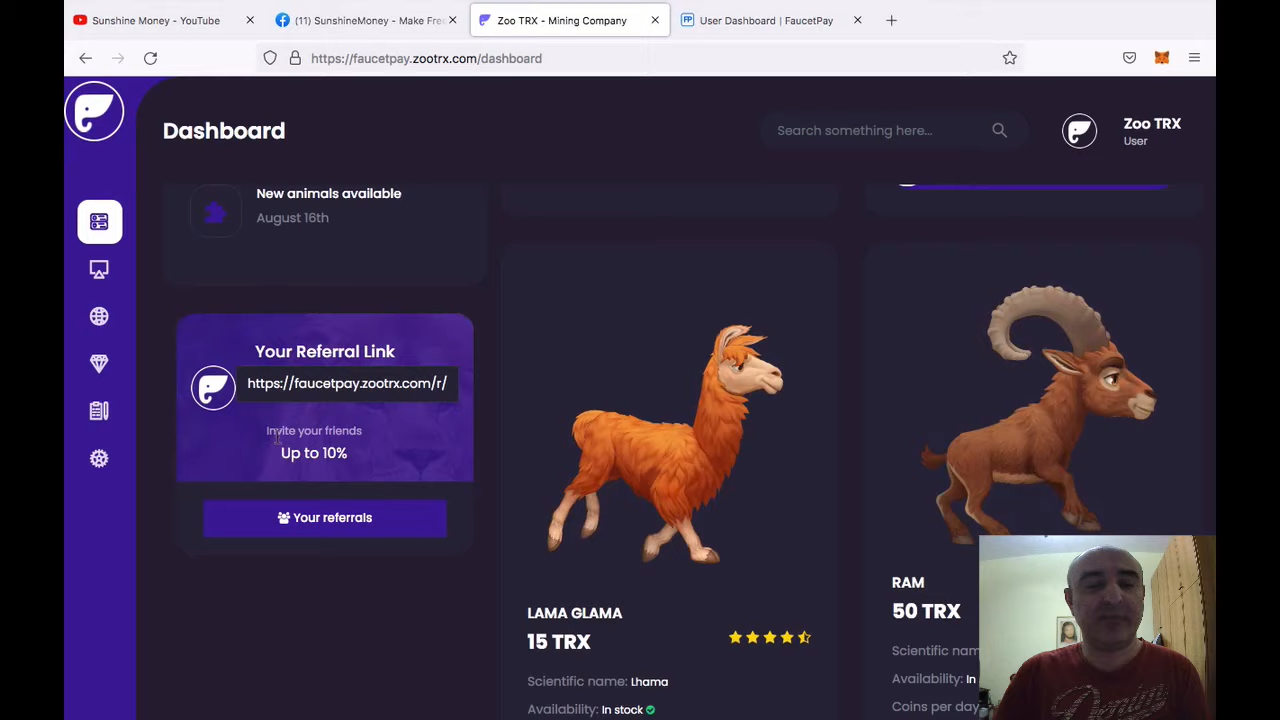 Sunshine Money - YouTube
(11) SunshineMoney - Make Free
Zoo TRX - Mining Company
FP
User Dashboard | FaucetPay
https://faucetpay.zootrx.com/dashboard
Dashboard
Search something here...
Zoo TRX
User
New animals available
August 16th
Your Referral Link
https://faucetpay.zootrx.com/r/
Invite your friends
Up to 10%
Your referrals
LAMA GLAMA
15 TRX
Scientific name: Lhama
Availability: In stock
RAM
50 TRX
Scientific nam
Availability: In
Coins per day